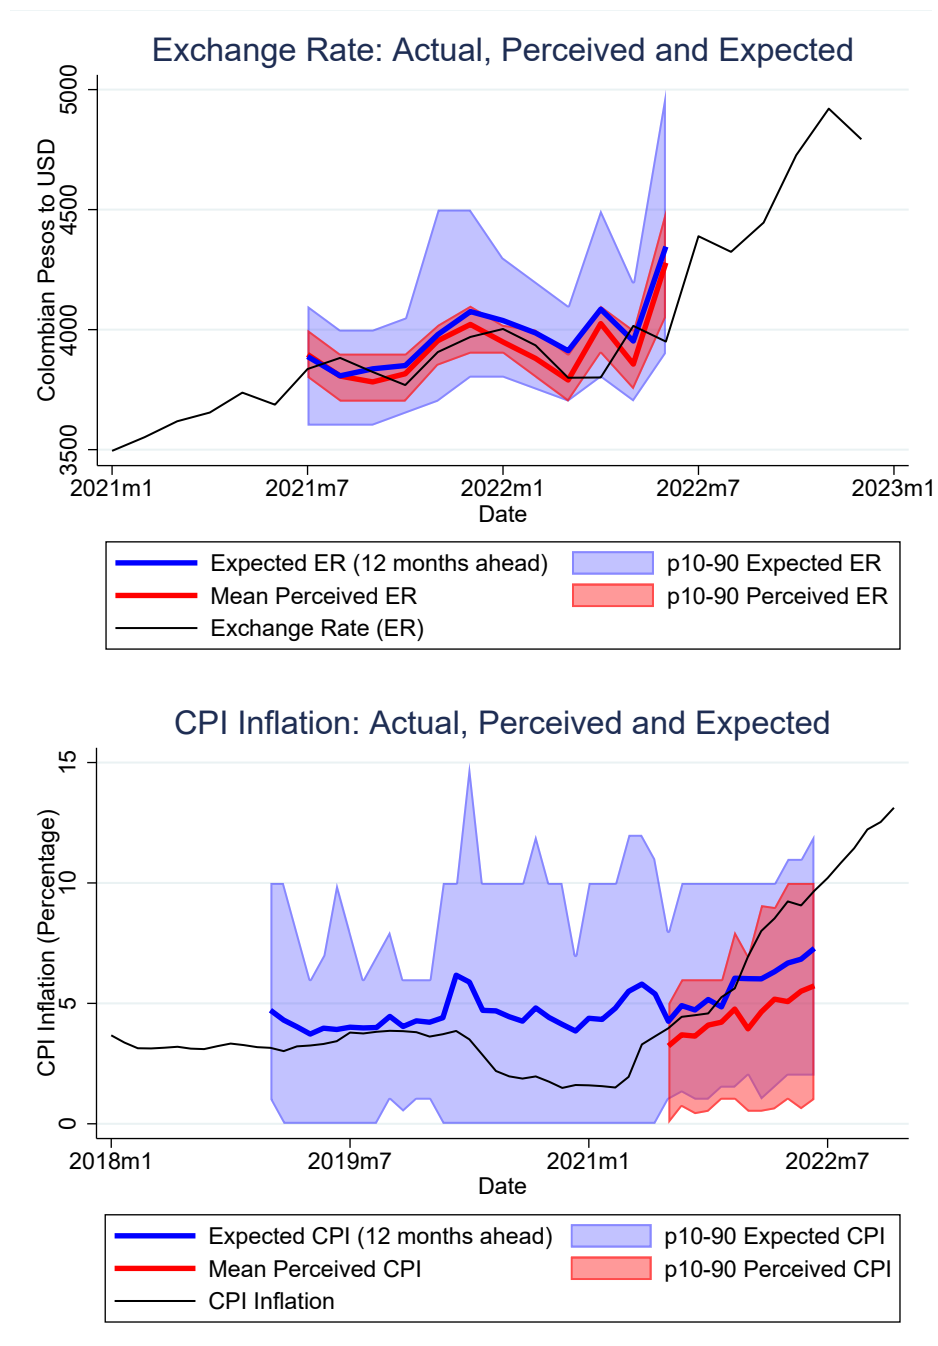 Exchange Rate: Actual, Perceived and Expected
Colombian Pesos to USD
5000
4500
4000
3500
2021m1 2021m7 2022m1 2022m7 2023m1
Date
Expected ER (12 months ahead) p10-90 Expected ER
Mean Perceived ER p10-90 Perceived ER
Exchange Rate (ER)
CPI Inflation: Actual, Perceived and Expected
CPI Inflation (Percentage)
15
10
5
0
2018m1 2019m7 2021m1 2022m7
Date
Expected CPI (12 months ahead) p10-90 Expected CPI
Mean Perceived CPI p10-90 Perceived CPI
CPI Inflation